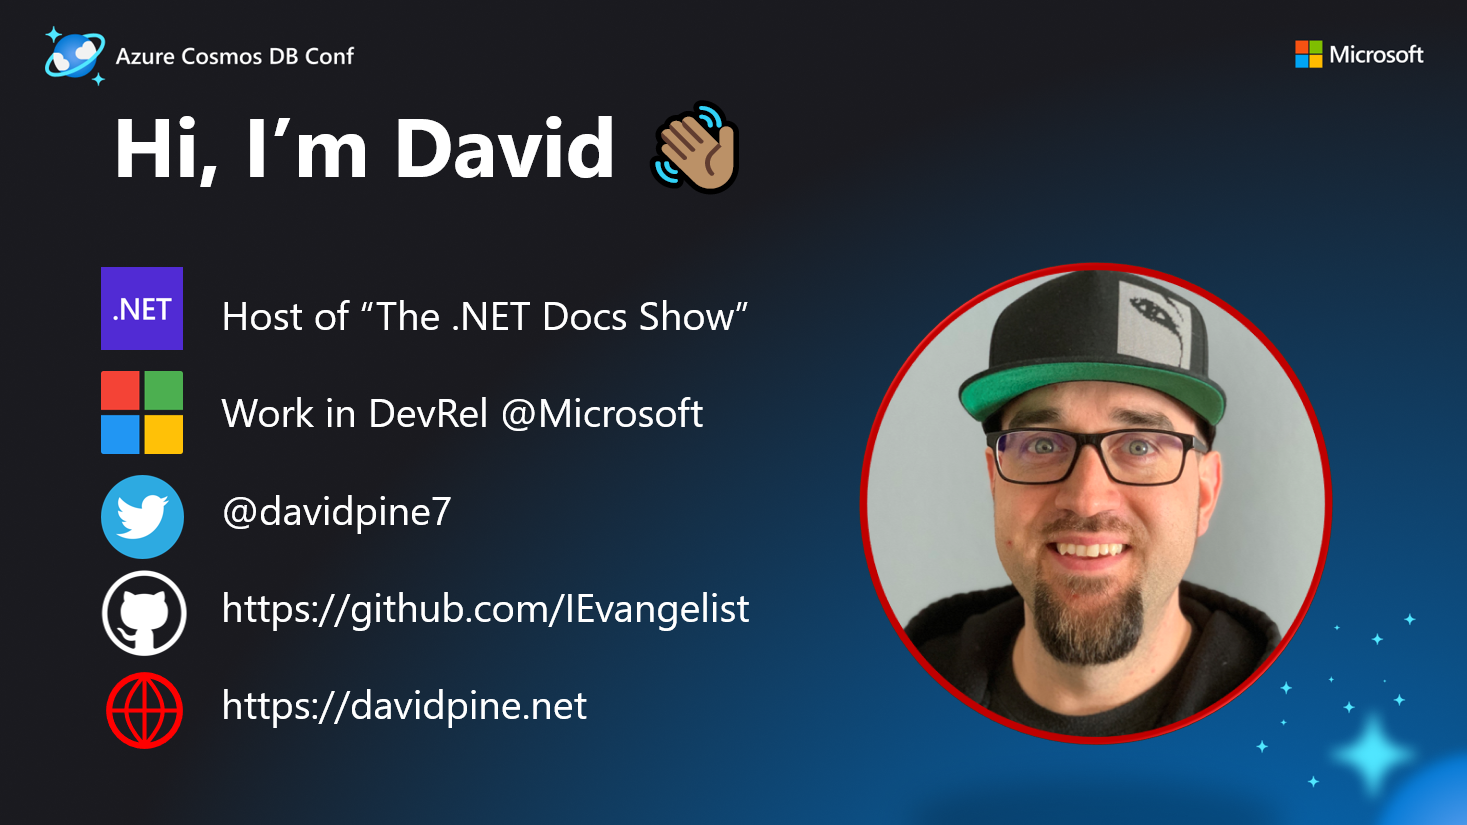 Azure Cosmos DB Conf
Microsoft
Hi, I’m David
.NET
Host of “The .NET Docs Show”
Work in DevRel @Microsoft
@davidpine7
https://github.com/IEvangelist
https://davidpine.net